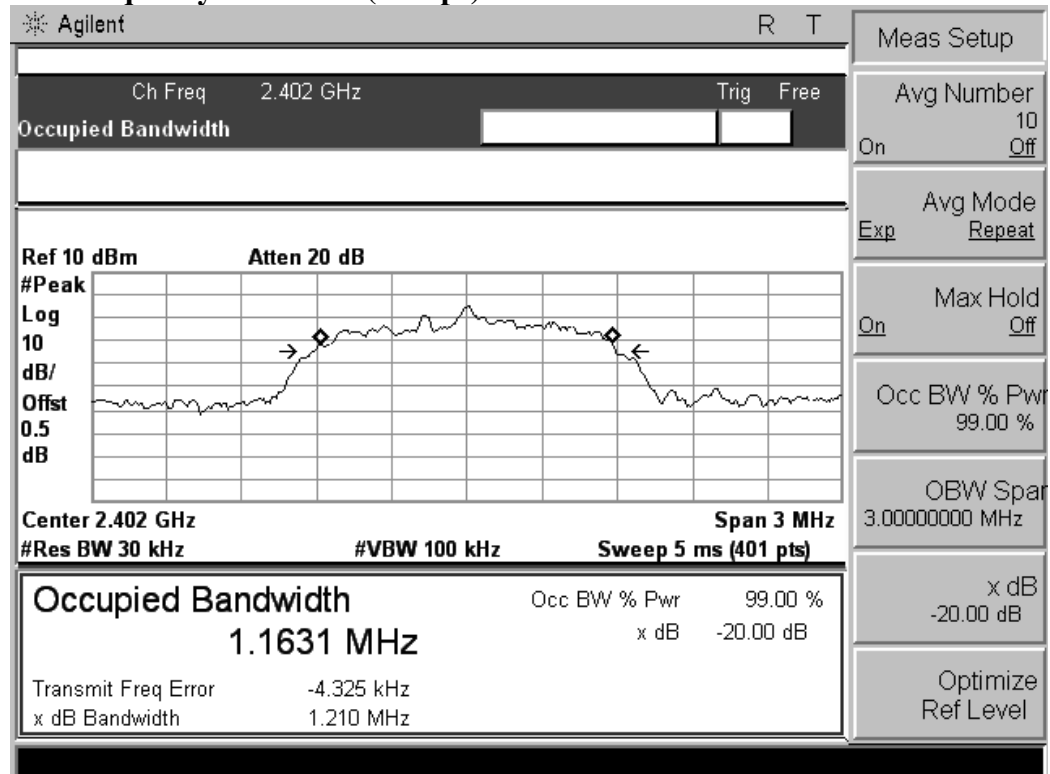 Agilent R T
Ch Freq 2.402 GHz Trig Free
Occupied Bandwidth
Ref 10 dBm Atten 20 dB
#Peak
Log
10
dB/
Offst
0.5
dB
Center 2.402 GHz Span 3 MHz
#Res BW 30 kHz #VBW 100 kHz Sweep 5 ms (401 pts)
Occupied Bandwidth
1.1631 MHz
Occ BW % Pwr 99.00 %
x dB -20.00 dB
Transmit Freq Error -4.325 kHz
x dB Bandwidth 1.210 MHz
Meas Setup
Avg Number
10
On Off
Avg Mode
Exp Repeat
Max Hold
On Off
Occ BW % Pwr
99.00 %
OBW Span
3.00000000 MHz
x dB
-20.00 dB
Optimize
Ref Level